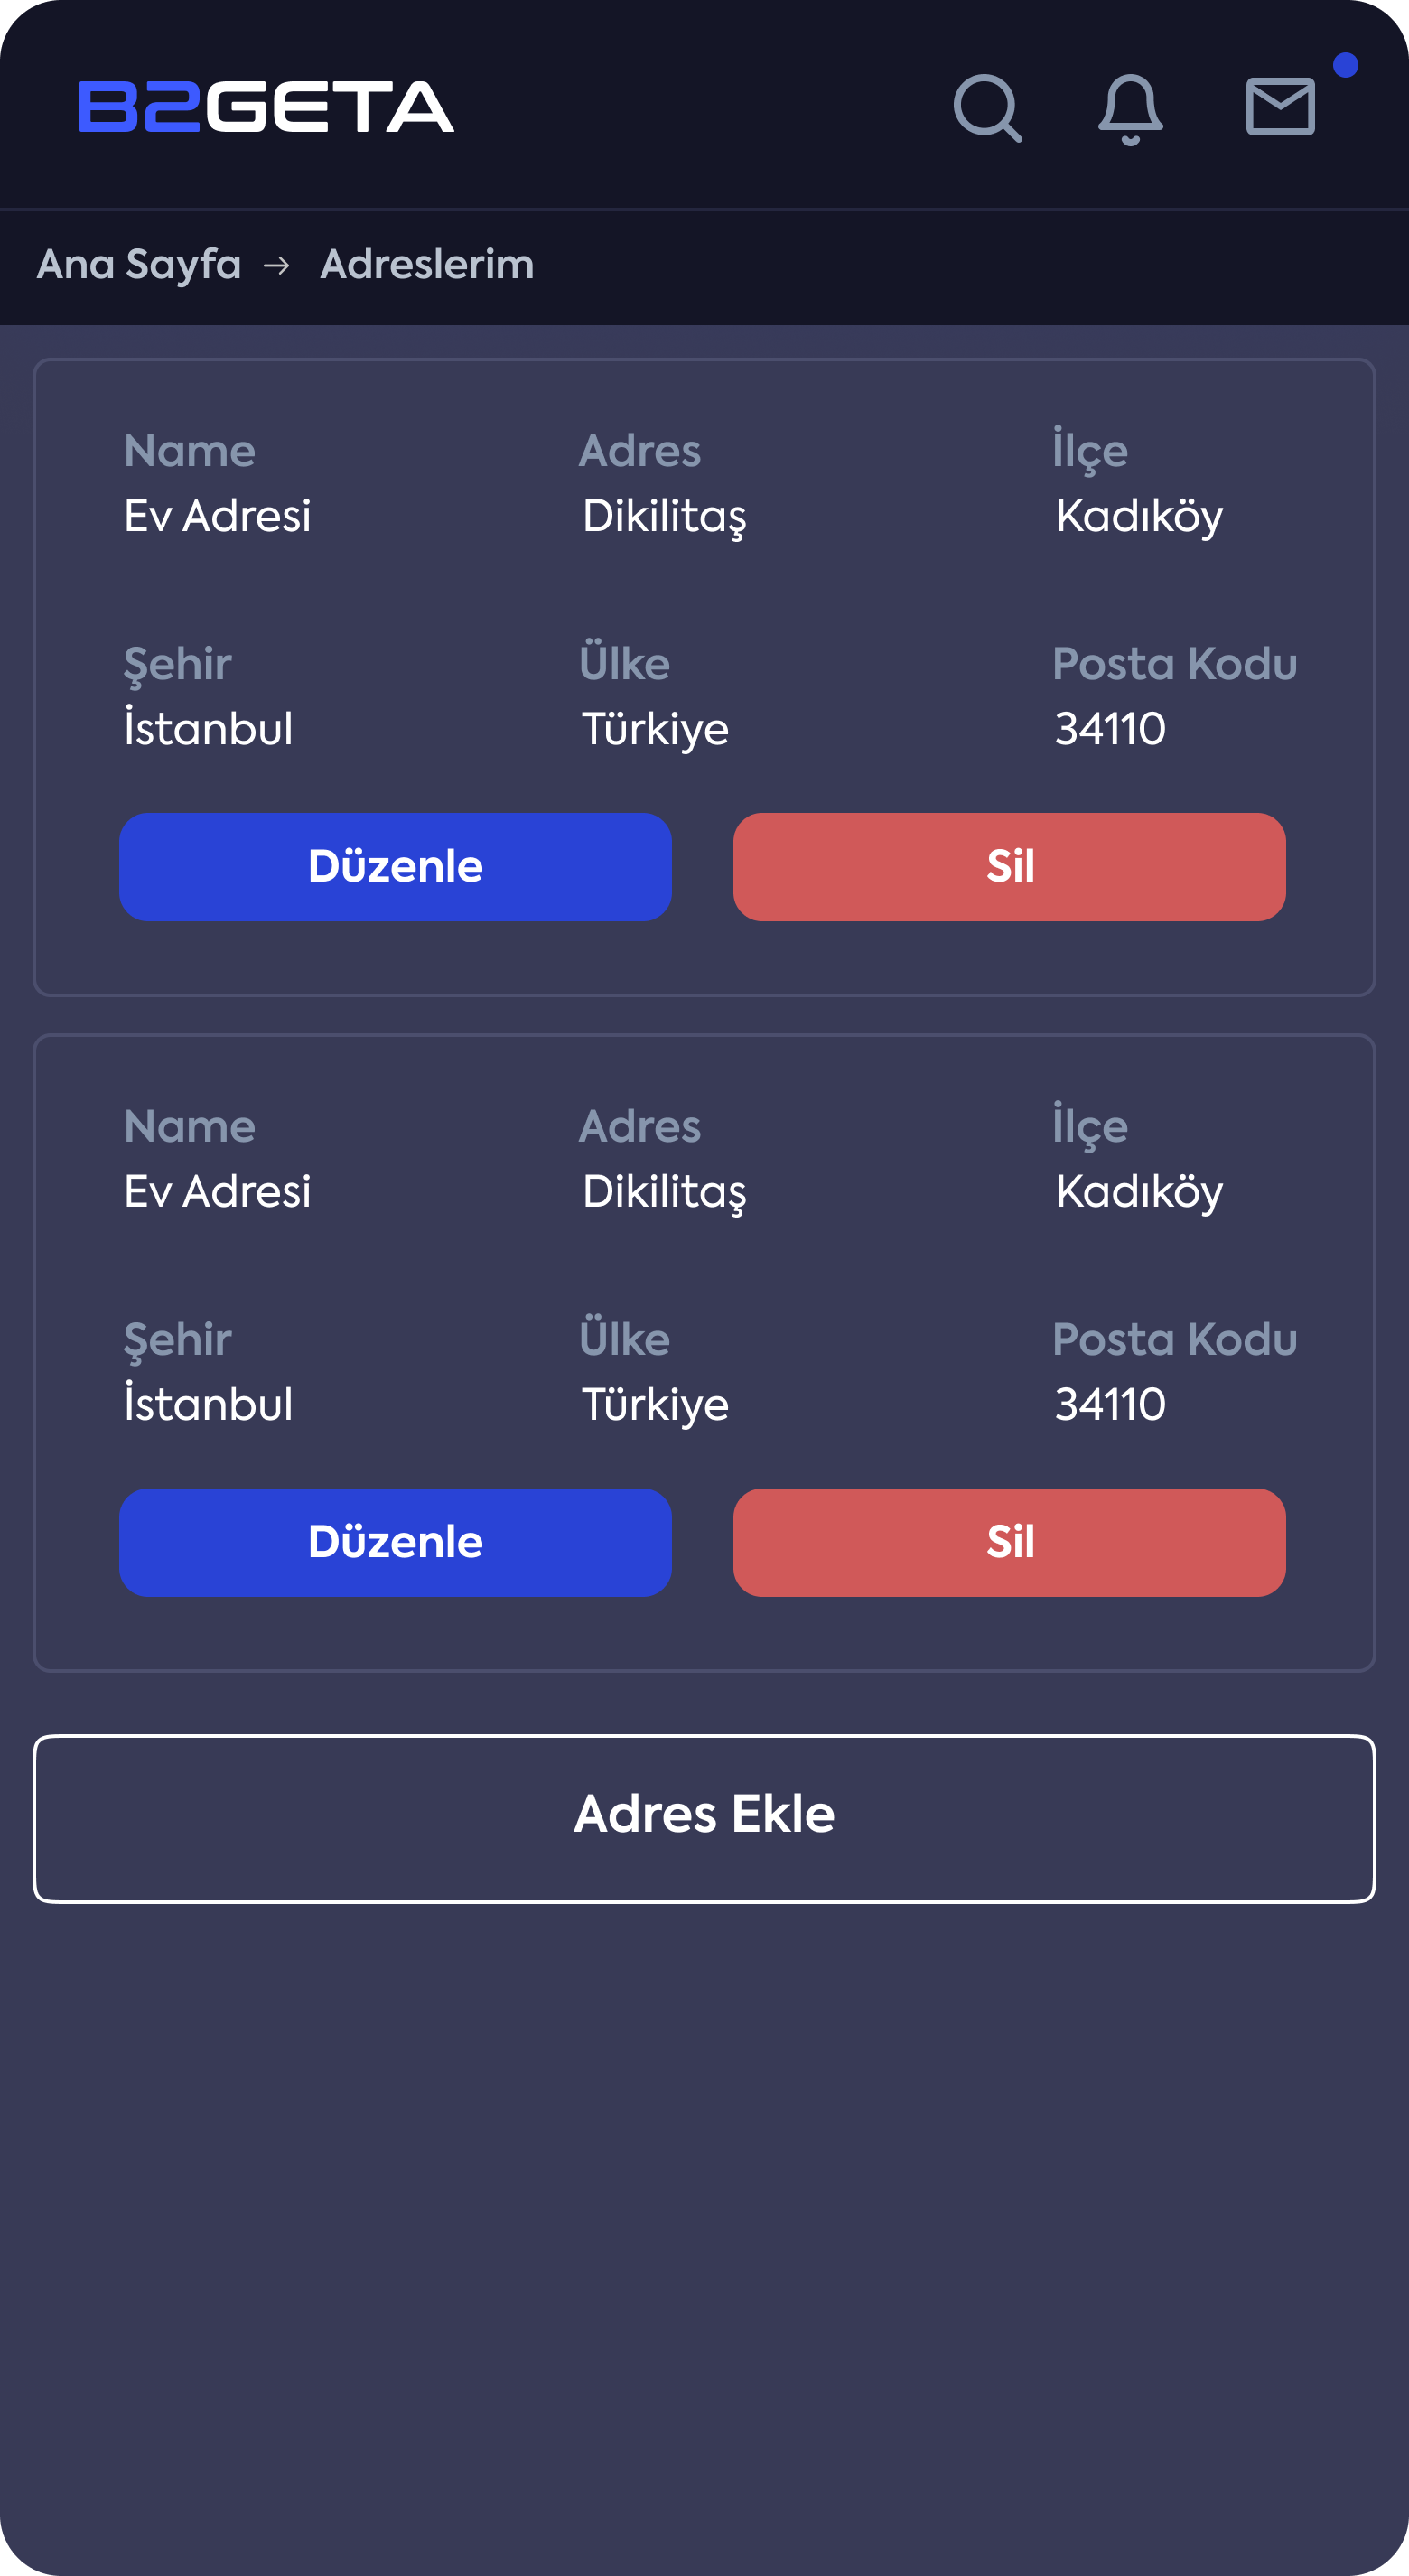 B2GETA
Ana Sayfa → Adreslerim
Name Adres İlçe
Ev Adresi Dikilitaş Kadıköy
Şehir Ülke Posta Kodu
İstanbul Türkiye 34110
Düzenle Sil
Name Adres İlçe
Ev Adresi Dikilitaş Kadıköy
Şehir Ülke Posta Kodu
İstanbul Türkiye 34110
Düzenle Sil
Adres Ekle